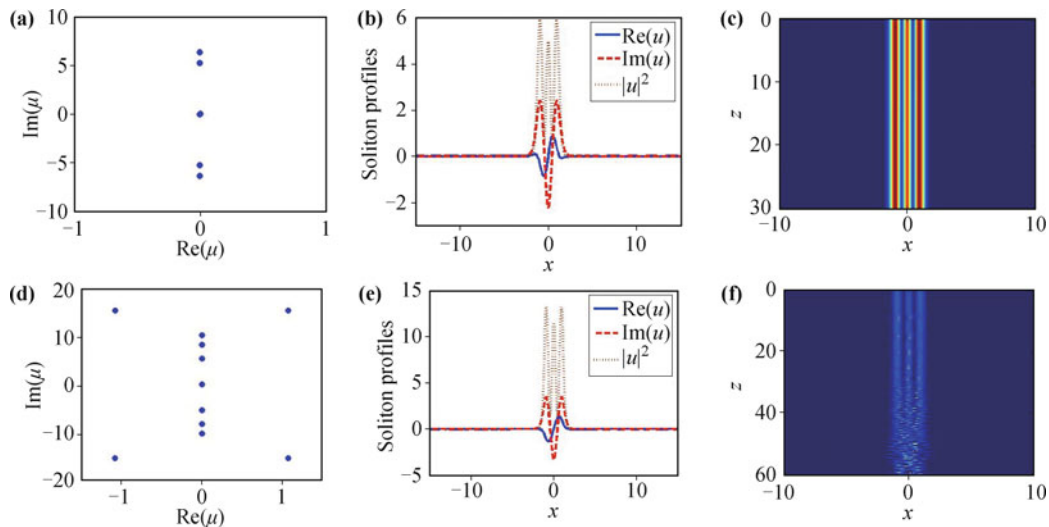 (a)
10
5
0
−5
−10
−1
0
1
Im(μ)
Re(μ)
(b)
6
4
2
0
−2
−10
0
10
Soliton profiles
x
Re(u)
Im(u)
|u|²
(c)
0
10
20
30
−10
0
10
z
x
(d)
20
10
0
−10
−20
−1
0
1
Im(μ)
Re(μ)
(e)
15
10
5
0
−5
−10
0
10
Soliton profiles
x
Re(u)
Im(u)
|u|²
(f)
0
20
40
60
−10
0
10
z
x